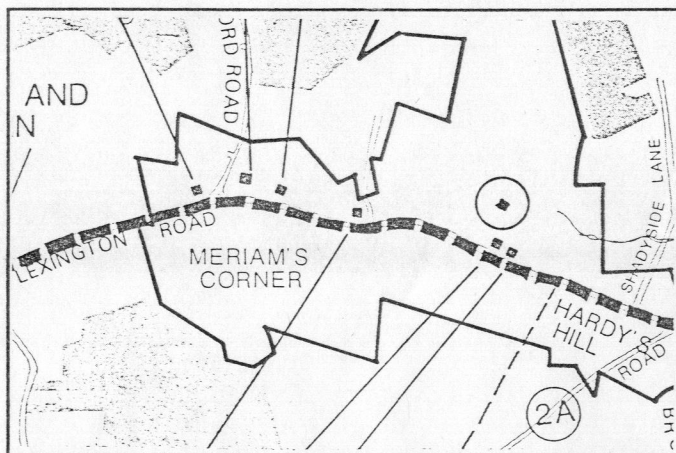 AND
N
ORD ROAD
LEXINGTON ROAD
MERIAM'S
CORNER
SHADYSIDE LANE
HARDY'S
HILL
ROAD
2A